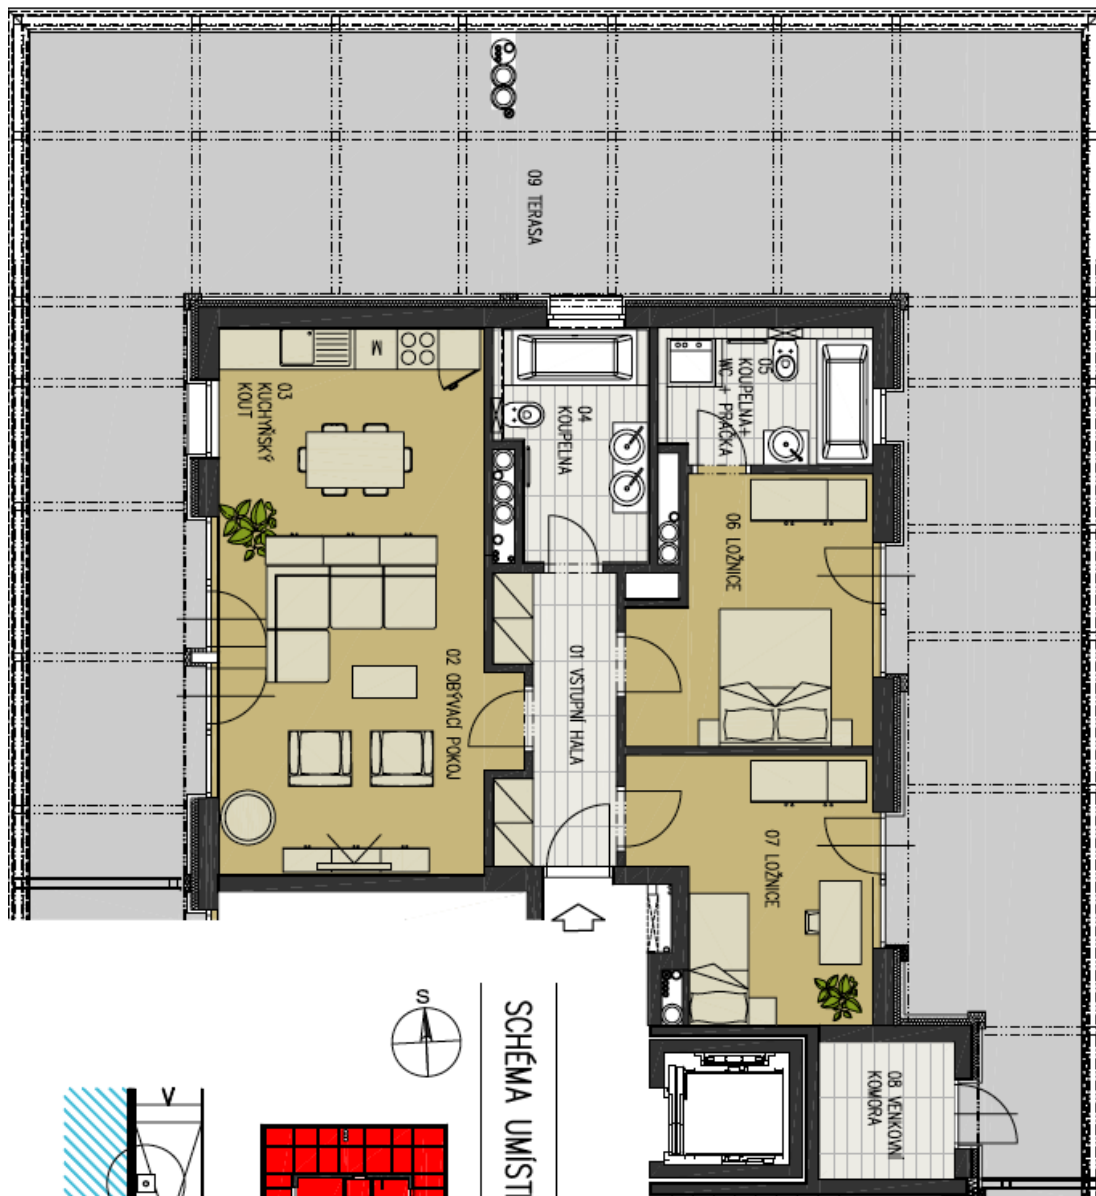 09 TERASA
03
KUCHYŇSKÝ
KOUT
M
04
KOUPELNA
05
KOUPELNA+
WC + PRAČKA
06 LOŽNICE
02 OBÝVACÍ POKOJ
01 VSTUPNÍ HALA
07 LOŽNICE
08 VENKOVNÍ
KOMORA
S
SCHÉMA UMÍST
V